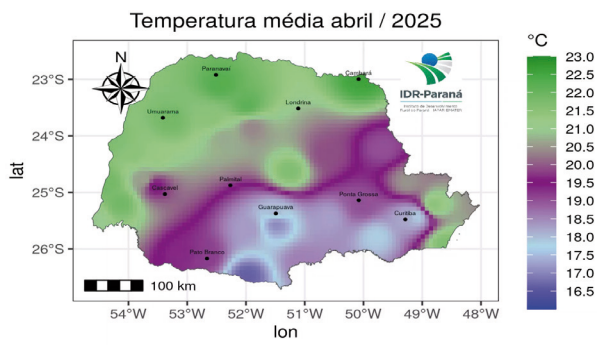 Temperatura média abril / 2025
°C
N
IDR-Paraná
Paranavaí
Cambará
Londrina
Umuarama
Cascavel
Palmital
Ponta Grossa
Guarapuava
Curitiba
Pato Branco
100 km
23°S
24°S
25°S
26°S
lat
54°W
53°W
52°W
51°W
50°W
49°W
48°W
lon
23.0
22.5
22.0
21.5
21.0
20.5
20.0
19.5
19.0
18.5
18.0
17.5
17.0
16.5